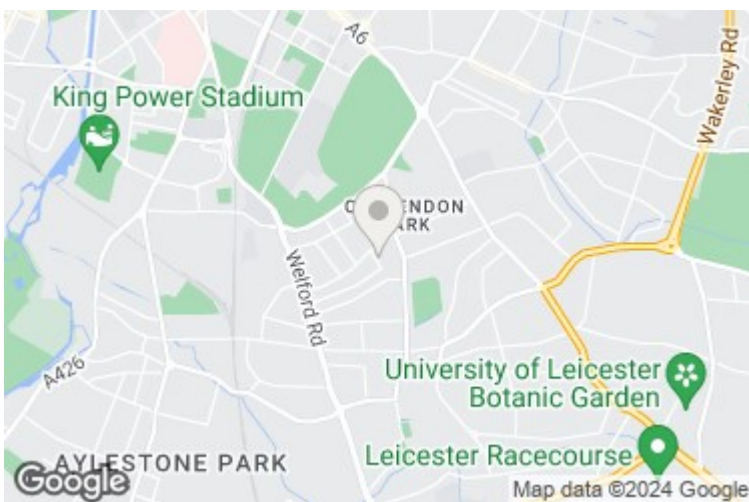 A6
King Power Stadium
Wakerley Rd
ENDON
ARK
Welford Rd
A426
University of Leicester
Botanic Garden
Leicester Racecourse
AYLESTONE PARK
Google
Map data ©2024 Google